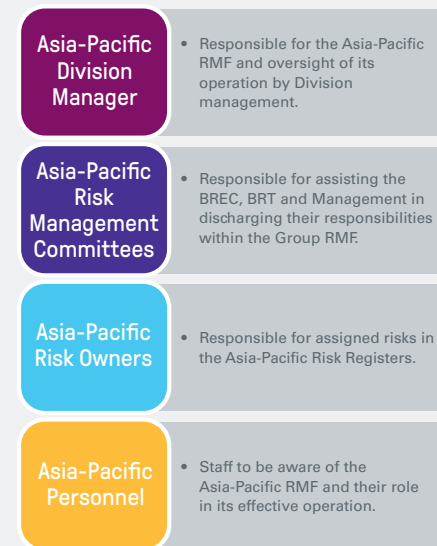 Asia-Pacific
Division
Manager
• Responsible for the Asia-Pacific
RMF and oversight of its
operation by Division
management.
Asia-Pacific
Risk
Management
Committees
• Responsible for assisting the
BREC, BRT and Management in
discharging their responsibilities
within the Group RMF.
Asia-Pacific
Risk Owners
• Responsible for assigned risks in
the Asia-Pacific Risk Registers.
Asia-Pacific
Personnel
• Staff to be aware of the
Asia-Pacific RMF and their role
in its effective operation.